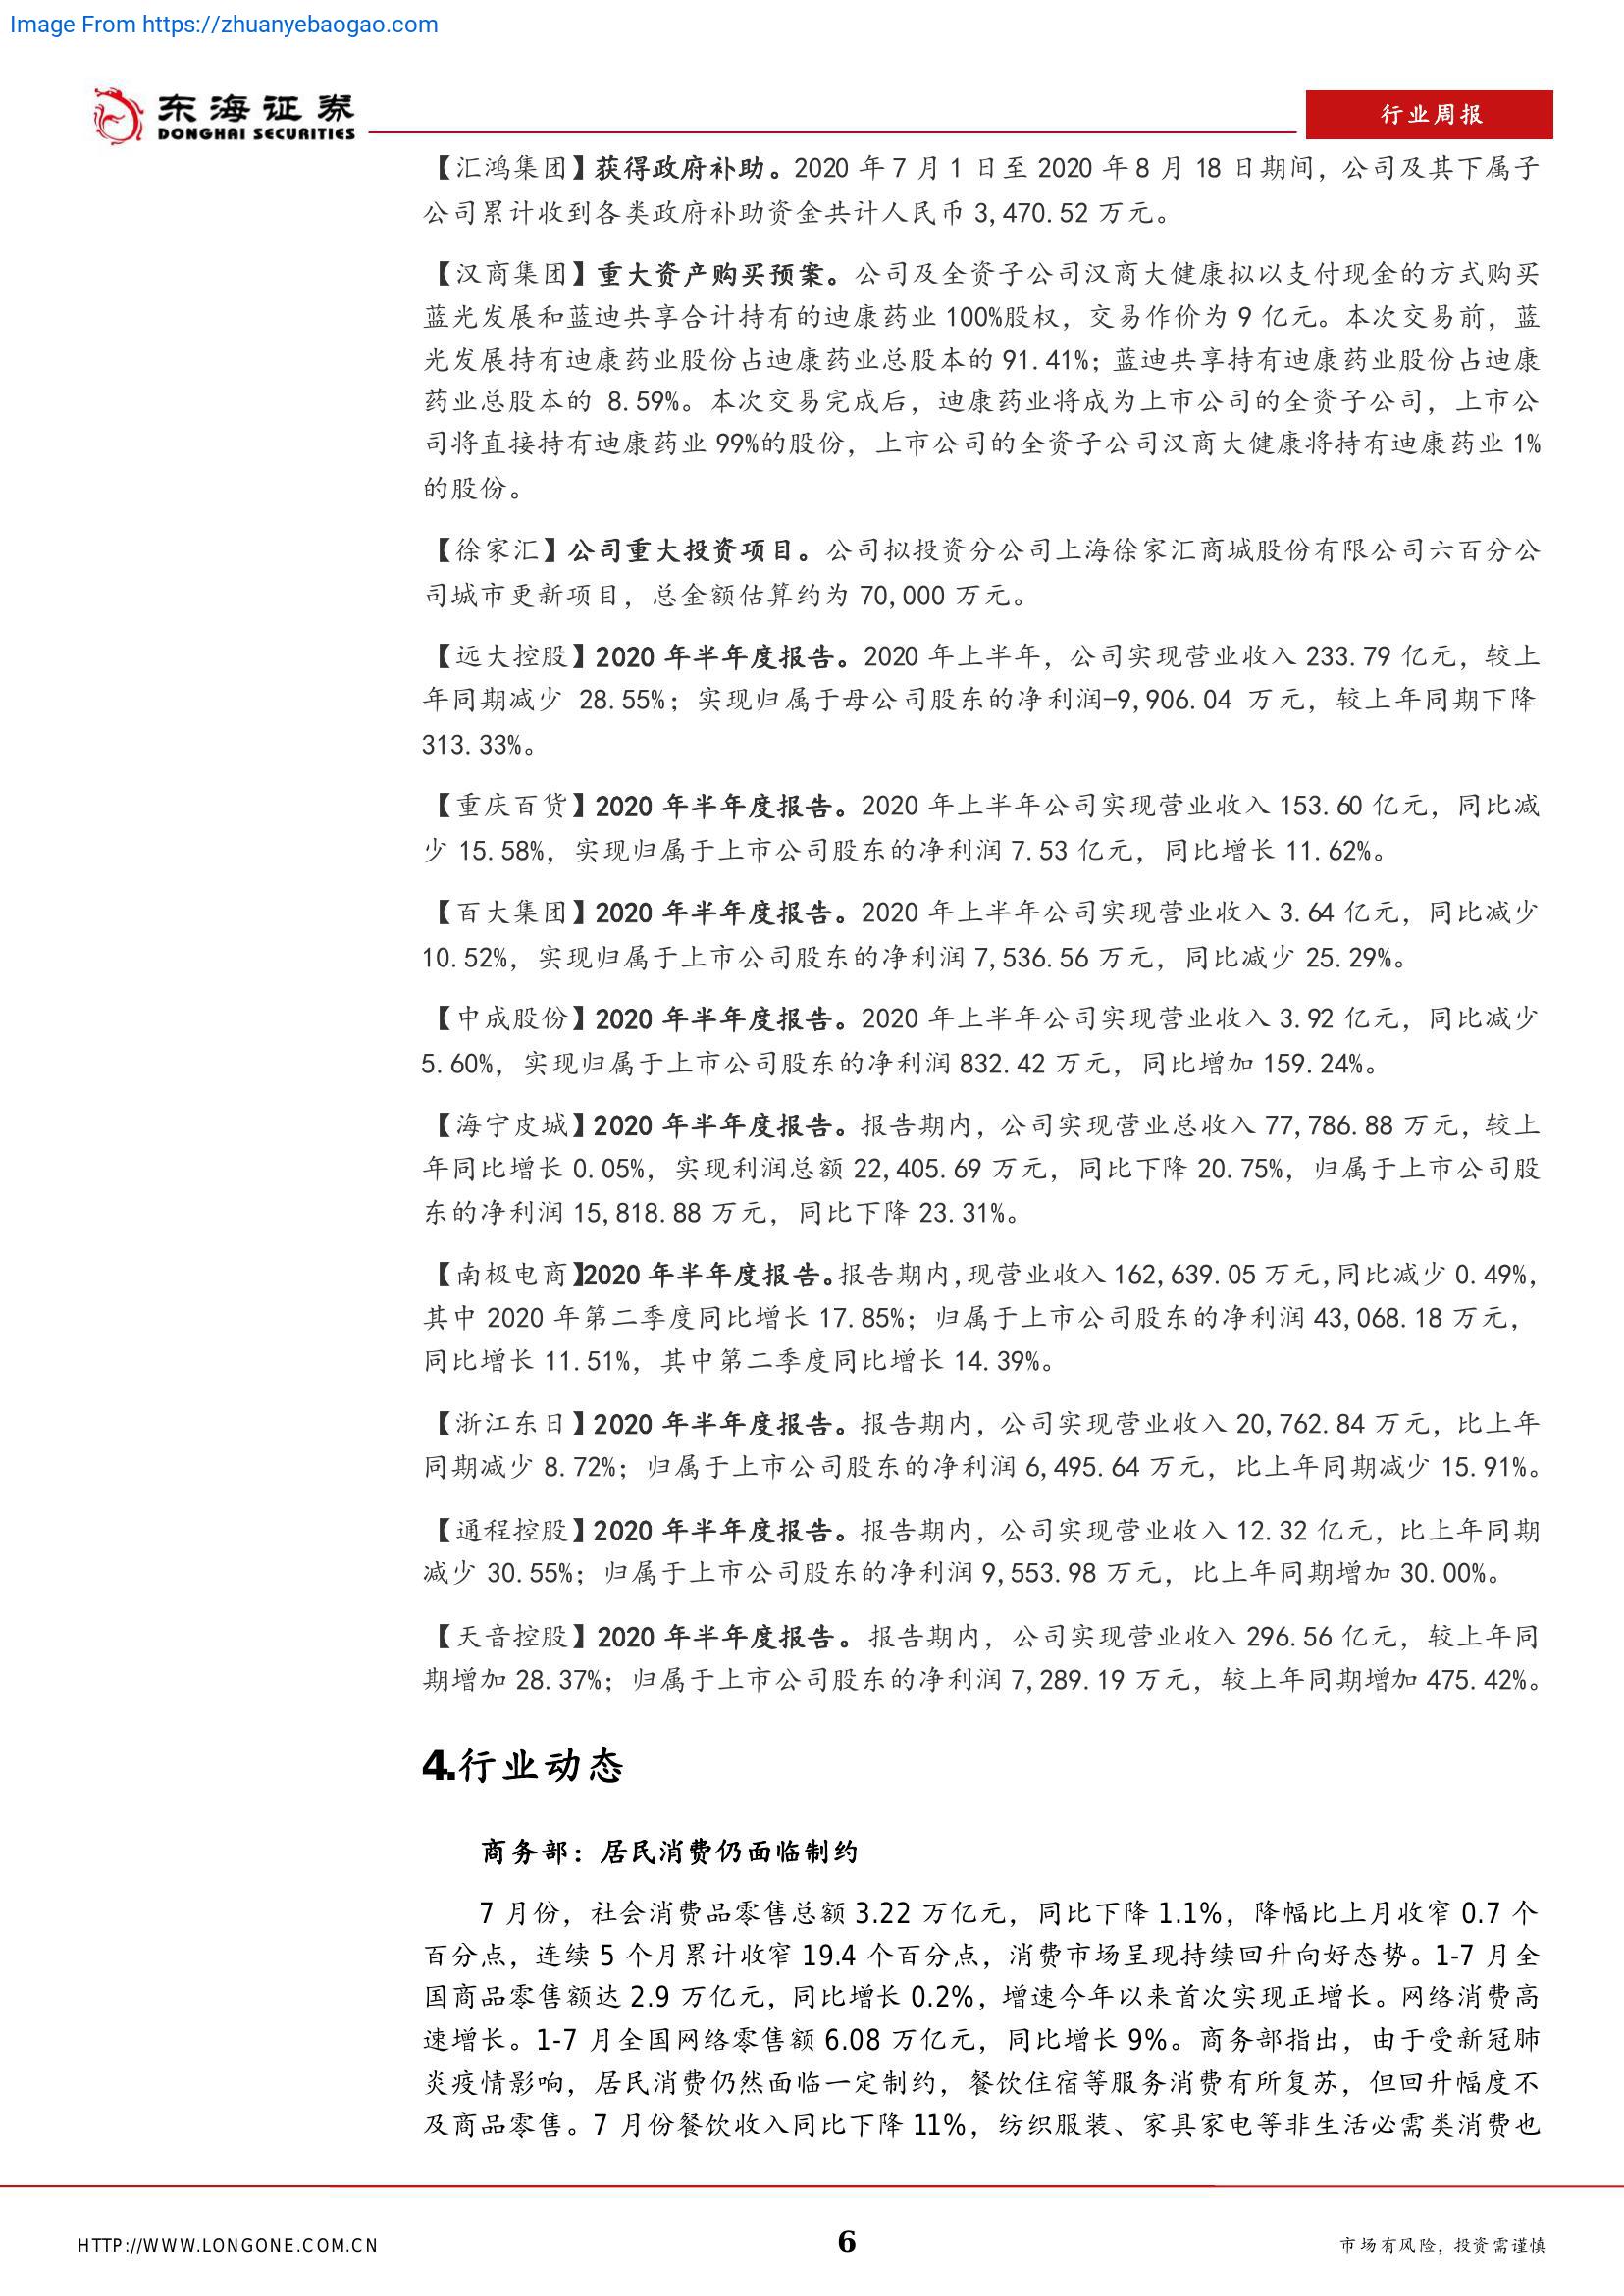 Image From https://zhuanyebaogao.com
东海证券
DONGHAI SECURITIES
行业周报
【汇鸿集团】获得政府补助。2020 年 7 月 1 日至 2020 年 8 月 18 日期间，公司及其下属子
公司累计收到各类政府补助资金共计人民币 3,470.52 万元。
【汉商集团】重大资产购买预案。公司及全资子公司汉商大健康拟以支付现金的方式购买
蓝光发展和蓝迪共享合计持有的迪康药业 100%股权，交易作价为 9 亿元。本次交易前，蓝
光发展持有迪康药业股份占迪康药业总股本的 91.41%；蓝迪共享持有迪康药业股份占迪康
药业总股本的 8.59%。本次交易完成后，迪康药业将成为上市公司的全资子公司，上市公
司将直接持有迪康药业 99%的股份，上市公司的全资子公司汉商大健康将持有迪康药业 1%
的股份。
【徐家汇】公司重大投资项目。公司拟投资分公司上海徐家汇商城股份有限公司六百分公
司城市更新项目，总金额估算约为 70,000 万元。
【远大控股】2020 年半年度报告。2020 年上半年，公司实现营业收入 233.79 亿元，较上
年同期减少 28.55%；实现归属于母公司股东的净利润-9,906.04 万元，较上年同期下降
313.33%。
【重庆百货】2020 年半年度报告。2020 年上半年公司实现营业收入 153.60 亿元，同比减
少 15.58%，实现归属于上市公司股东的净利润 7.53 亿元，同比增长 11.62%。
【百大集团】2020 年半年度报告。2020 年上半年公司实现营业收入 3.64 亿元，同比减少
10.52%，实现归属于上市公司股东的净利润 7,536.56 万元，同比减少 25.29%。
【中成股份】2020 年半年度报告。2020 年上半年公司实现营业收入 3.92 亿元，同比减少
5.60%，实现归属于上市公司股东的净利润 832.42 万元，同比增加 159.24%。
【海宁皮城】2020 年半年度报告。报告期内，公司实现营业总收入 77,786.88 万元，较上
年同比增长 0.05%，实现利润总额 22,405.69 万元，同比下降 20.75%，归属于上市公司股
东的净利润 15,818.88 万元，同比下降 23.31%。
【南极电商】2020 年半年度报告。报告期内，现营业收入 162,639.05 万元，同比减少 0.49%，
其中 2020 年第二季度同比增长 17.85%；归属于上市公司股东的净利润 43,068.18 万元，
同比增长 11.51%，其中第二季度同比增长 14.39%。
【浙江东日】2020 年半年度报告。报告期内，公司实现营业收入 20,762.84 万元，比上年
同期减少 8.72%；归属于上市公司股东的净利润 6,495.64 万元，比上年同期减少 15.91%。
【通程控股】2020 年半年度报告。报告期内，公司实现营业收入 12.32 亿元，比上年同期
减少 30.55%；归属于上市公司股东的净利润 9,553.98 万元，比上年同期增加 30.00%。
【天音控股】2020 年半年度报告。报告期内，公司实现营业收入 296.56 亿元，较上年同
期增加 28.37%；归属于上市公司股东的净利润 7,289.19 万元，较上年同期增加 475.42%。
4.行业动态
商务部：居民消费仍面临制约
7 月份，社会消费品零售总额 3.22 万亿元，同比下降 1.1%，降幅比上月收窄 0.7 个
百分点，连续 5 个月累计收窄 19.4 个百分点，消费市场呈现持续回升向好态势。1-7 月全
国商品零售额达 2.9 万亿元，同比增长 0.2%，增速今年以来首次实现正增长。网络消费高
速增长。1-7 月全国网络零售额 6.08 万亿元，同比增长 9%。商务部指出，由于受新冠肺
炎疫情影响，居民消费仍然面临一定制约，餐饮住宿等服务消费有所复苏，但回升幅度不
及商品零售。7 月份餐饮收入同比下降 11%，纺织服装、家具家电等非生活必需类消费也
HTTP://WWW.LONGONE.COM.CN
6
市场有风险，投资需谨慎